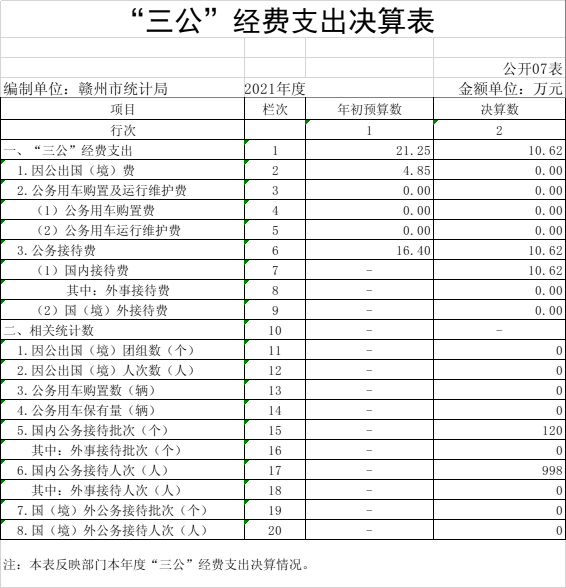 “三公”经费支出决算表
公开07表
编制单位：赣州市统计局 2021年度 金额单位：万元
项目 栏次 年初预算数 决算数
行次 1 2
一、“三公”经费支出 1 21.25 10.62
1.因公出国（境）费 2 4.85 0.00
2.公务用车购置及运行维护费 3 0.00 0.00
（1）公务用车购置费 4 0.00 0.00
（2）公务用车运行维护费 5 0.00 0.00
3.公务接待费 6 16.40 10.62
（1）国内接待费 7 – 10.62
其中：外事接待费 8 – 0.00
（2）国（境）外接待费 9 – 0.00
二、相关统计数 10 – –
1.因公出国（境）团组数（个） 11 – 0
2.因公出国（境）人次数（人） 12 – 0
3.公务用车购置数（辆） 13 – 0
4.公务用车保有量（辆） 14 – 0
5.国内公务接待批次（个） 15 – 120
其中：外事接待批次（个） 16 – 0
6.国内公务接待人次（人） 17 – 998
其中：外事接待人次（人） 18 – 0
7.国（境）外公务接待批次（个） 19 – 0
8.国（境）外公务接待人次（人） 20 – 0
注：本表反映部门本年度“三公”经费支出决算情况。